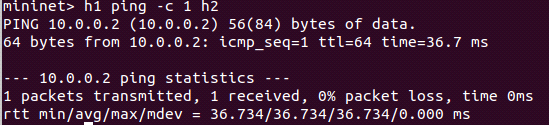 mininet> h1 ping -c 1 h2
PING 10.0.0.2 (10.0.0.2) 56(84) bytes of data.
64 bytes from 10.0.0.2: icmp_seq=1 ttl=64 time=36.7 ms

--- 10.0.0.2 ping statistics ---
1 packets transmitted, 1 received, 0% packet loss, time 0ms
rtt min/avg/max/mdev = 36.734/36.734/36.734/0.000 ms